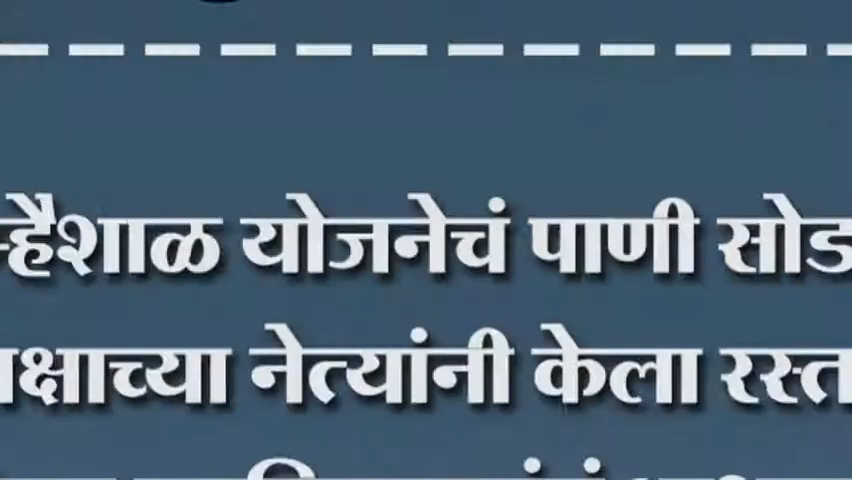 म्हैशाळ योजनेचं पाणी सोड
क्षाच्या नेत्यांनी केला रस्त